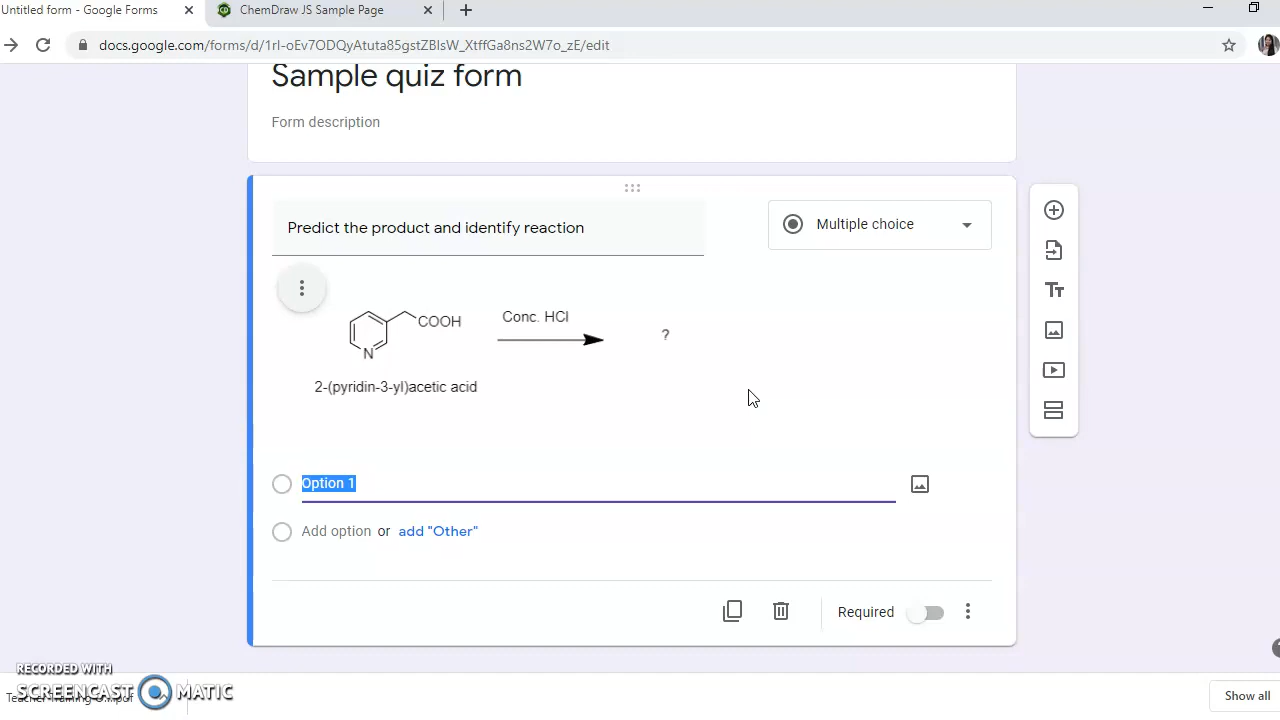 Untitled form - Google Forms
ChemDraw JS Sample Page
docs.google.com/forms/d/1rI-oEv7ODQyAtuta85gstZBIsW_XtffGa8ns2W7o_zE/edit
Sample quiz form
Form description
Predict the product and identify reaction
Multiple choice
COOH
Conc. HCl
?
N
2-(pyridin-3-yl)acetic acid
Option 1
Add option or add "Other"
Required
RECORDED WITH
SCREENCAST MATIC
Show all